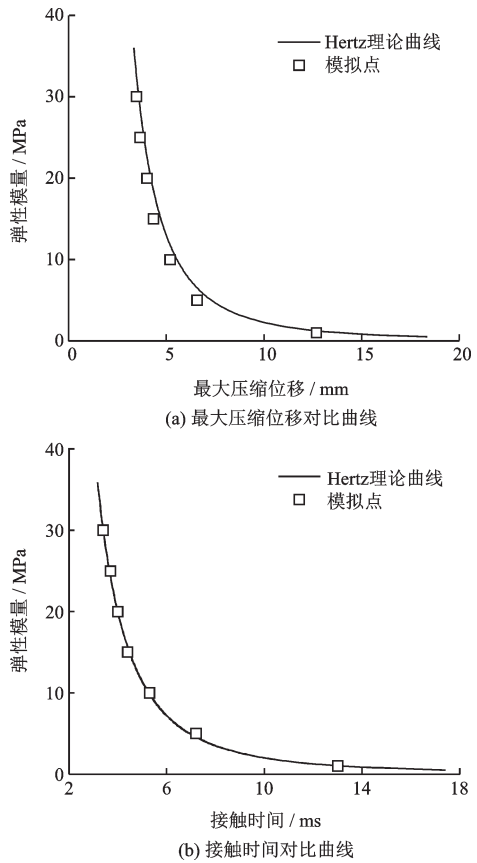 40
30
20
10
0
弹性模量 / MPa
Hertz理论曲线
模拟点
0 5 10 15 20
最大压缩位移 / mm
(a) 最大压缩位移对比曲线
40
30
20
10
0
弹性模量 / MPa
Hertz理论曲线
模拟点
2 6 10 14 18
接触时间 / ms
(b) 接触时间对比曲线